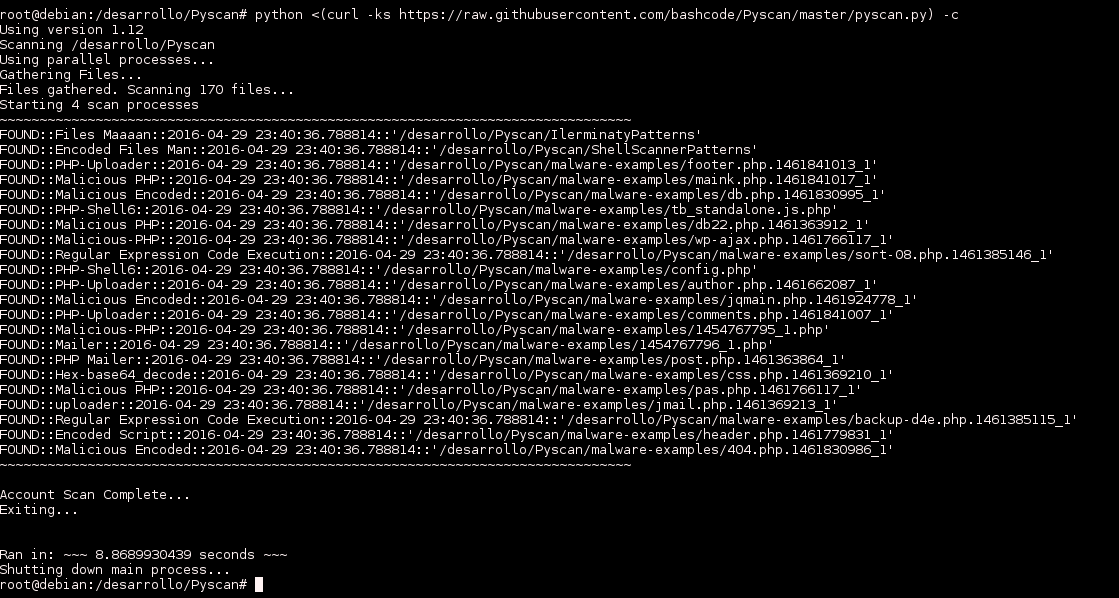 root@debian:/desarrollo/Pyscan# python <(curl -ks https://raw.githubusercontent.com/bashcode/Pyscan/master/pyscan.py) -c
Using version 1.12
Scanning /desarrollo/Pyscan
Using parallel processes...
Gathering Files...
Files gathered. Scanning 170 files...
Starting 4 scan processes
~~~~~~~~~~~~~~~~~~~~~~~~~~~~~~~~~~~~~~~~~~~~~~~~~~~~~~~~~~~~~~~~~~~~~~~~~~~~~~~
FOUND::Files Maaaan::2016-04-29 23:40:36.788814::'/desarrollo/Pyscan/IlerminatyPatterns'
FOUND::Encoded Files Man::2016-04-29 23:40:36.788814::'/desarrollo/Pyscan/ShellScannerPatterns'
FOUND::PHP-Uploader::2016-04-29 23:40:36.788814::'/desarrollo/Pyscan/malware-examples/footer.php.1461841013_1'
FOUND::Malicious PHP::2016-04-29 23:40:36.788814::'/desarrollo/Pyscan/malware-examples/maink.php.1461841017_1'
FOUND::Malicious Encoded::2016-04-29 23:40:36.788814::'/desarrollo/Pyscan/malware-examples/db.php.1461830995_1'
FOUND::PHP-Shell6::2016-04-29 23:40:36.788814::'/desarrollo/Pyscan/malware-examples/tb_standalone.js.php'
FOUND::Malicious PHP::2016-04-29 23:40:36.788814::'/desarrollo/Pyscan/malware-examples/db22.php.1461363912_1'
FOUND::Malicious-PHP::2016-04-29 23:40:36.788814::'/desarrollo/Pyscan/malware-examples/wp-ajax.php.1461766117_1'
FOUND::Regular Expression Code Execution::2016-04-29 23:40:36.788814::'/desarrollo/Pyscan/malware-examples/sort-08.php.1461385146_1'
FOUND::PHP-Shell6::2016-04-29 23:40:36.788814::'/desarrollo/Pyscan/malware-examples/config.php'
FOUND::PHP-Uploader::2016-04-29 23:40:36.788814::'/desarrollo/Pyscan/malware-examples/author.php.1461662087_1'
FOUND::Malicious Encoded::2016-04-29 23:40:36.788814::'/desarrollo/Pyscan/malware-examples/jqmain.php.1461924778_1'
FOUND::PHP-Uploader::2016-04-29 23:40:36.788814::'/desarrollo/Pyscan/malware-examples/comments.php.1461841007_1'
FOUND::Malicious-PHP::2016-04-29 23:40:36.788814::'/desarrollo/Pyscan/malware-examples/1454767795_1.php'
FOUND::Mailer::2016-04-29 23:40:36.788814::'/desarrollo/Pyscan/malware-examples/1454767796_1.php'
FOUND::PHP Mailer::2016-04-29 23:40:36.788814::'/desarrollo/Pyscan/malware-examples/post.php.1461363864_1'
FOUND::Hex-base64_decode::2016-04-29 23:40:36.788814::'/desarrollo/Pyscan/malware-examples/css.php.1461369210_1'
FOUND::Malicious PHP::2016-04-29 23:40:36.788814::'/desarrollo/Pyscan/malware-examples/pas.php.1461766117_1'
FOUND::uploader::2016-04-29 23:40:36.788814::'/desarrollo/Pyscan/malware-examples/jmail.php.1461369213_1'
FOUND::Regular Expression Code Execution::2016-04-29 23:40:36.788814::'/desarrollo/Pyscan/malware-examples/backup-d4e.php.1461385115_1'
FOUND::Encoded Script::2016-04-29 23:40:36.788814::'/desarrollo/Pyscan/malware-examples/header.php.1461779831_1'
FOUND::Malicious Encoded::2016-04-29 23:40:36.788814::'/desarrollo/Pyscan/malware-examples/404.php.1461830986_1'
~~~~~~~~~~~~~~~~~~~~~~~~~~~~~~~~~~~~~~~~~~~~~~~~~~~~~~~~~~~~~~~~~~~~~~~~~~~~~~~
Account Scan Complete...
Exiting...
Ran in: ~~~ 8.8689930439 seconds ~~~
Shutting down main process...
root@debian:/desarrollo/Pyscan#